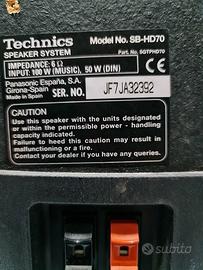 Technics Model No. SB-HD70
SPEAKER SYSTEM Part. No. SGTPHD70
IMPEDANCE: 6 Ω
INPUT: 100 W (MUSIC), 50 W (DIN)
Panasonic España, S.A.
Girona-Spain
Made in Spain
SER. NO. JF7JA32392
CAUTION
Use this speaker with the units designated
or within the permissible power - handling
capacity indicated.
Failure to heed this caution may result in
malfunctioning or a fire.
Contact your dealer if you have any
questions.
subito